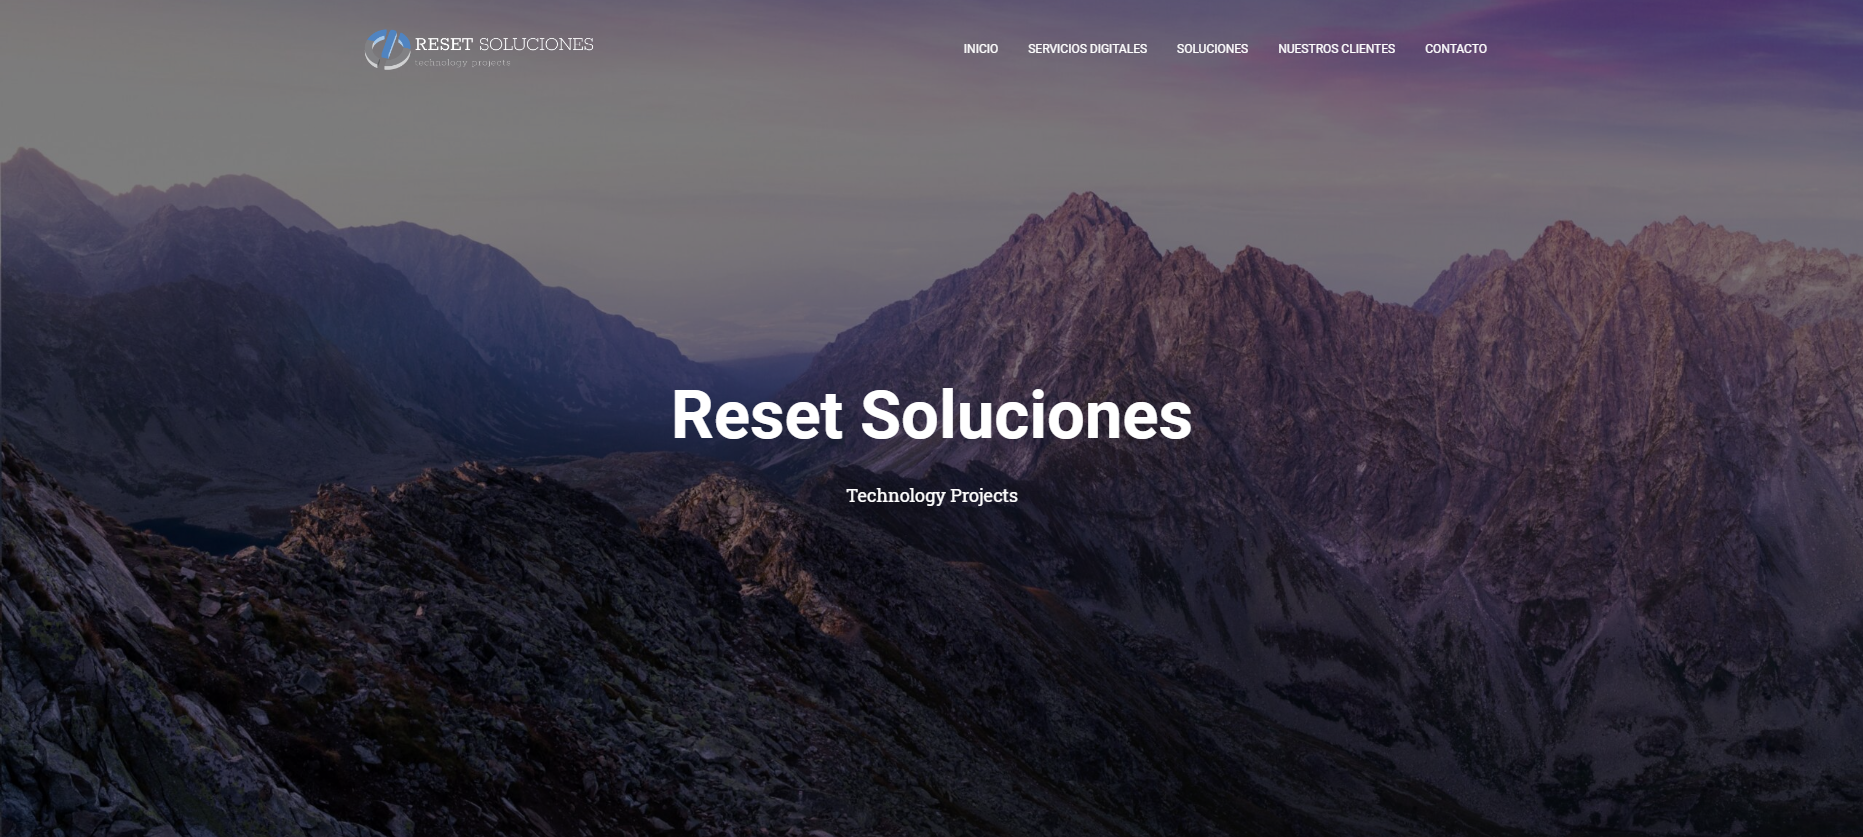 RESET SOLUCIONES
technology projects
INICIO SERVICIOS DIGITALES SOLUCIONES NUESTROS CLIENTES CONTACTO
Reset Soluciones
Technology Projects